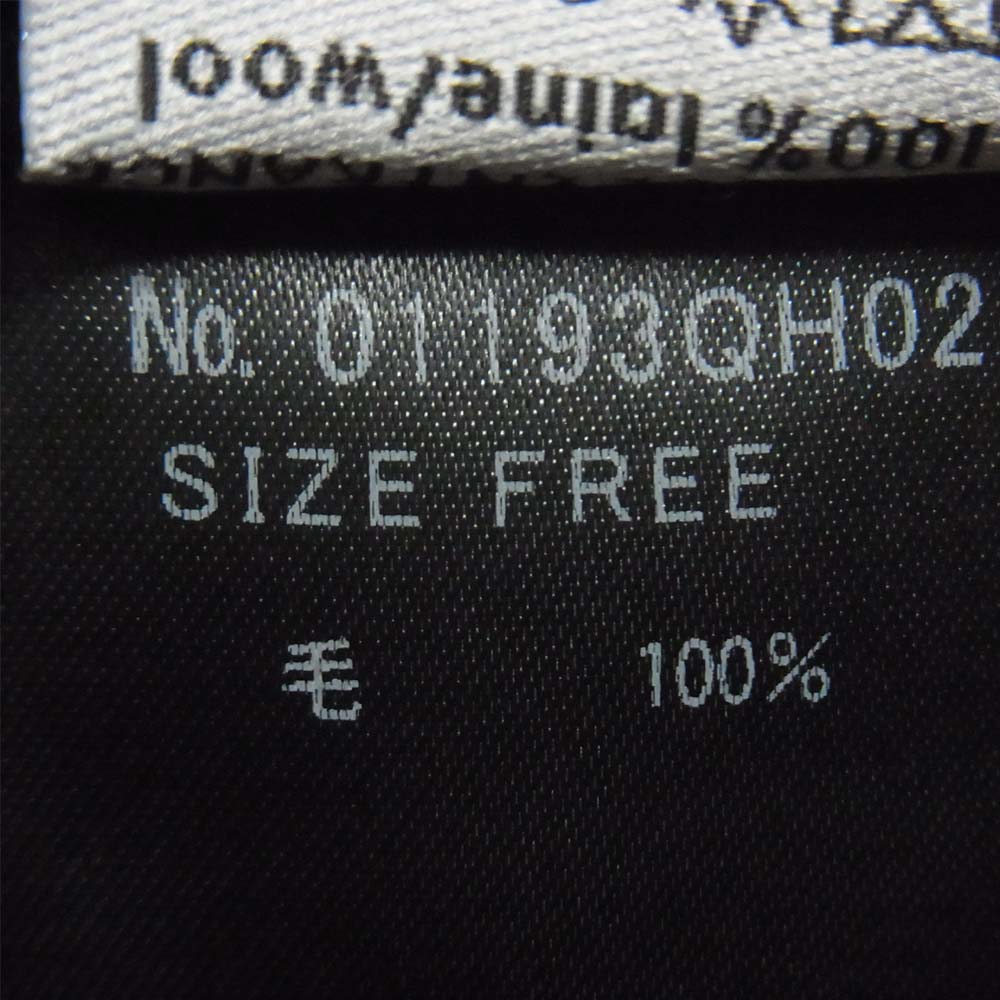 100% laine/wool
No. 01193QH02
SIZE FREE
毛 100%